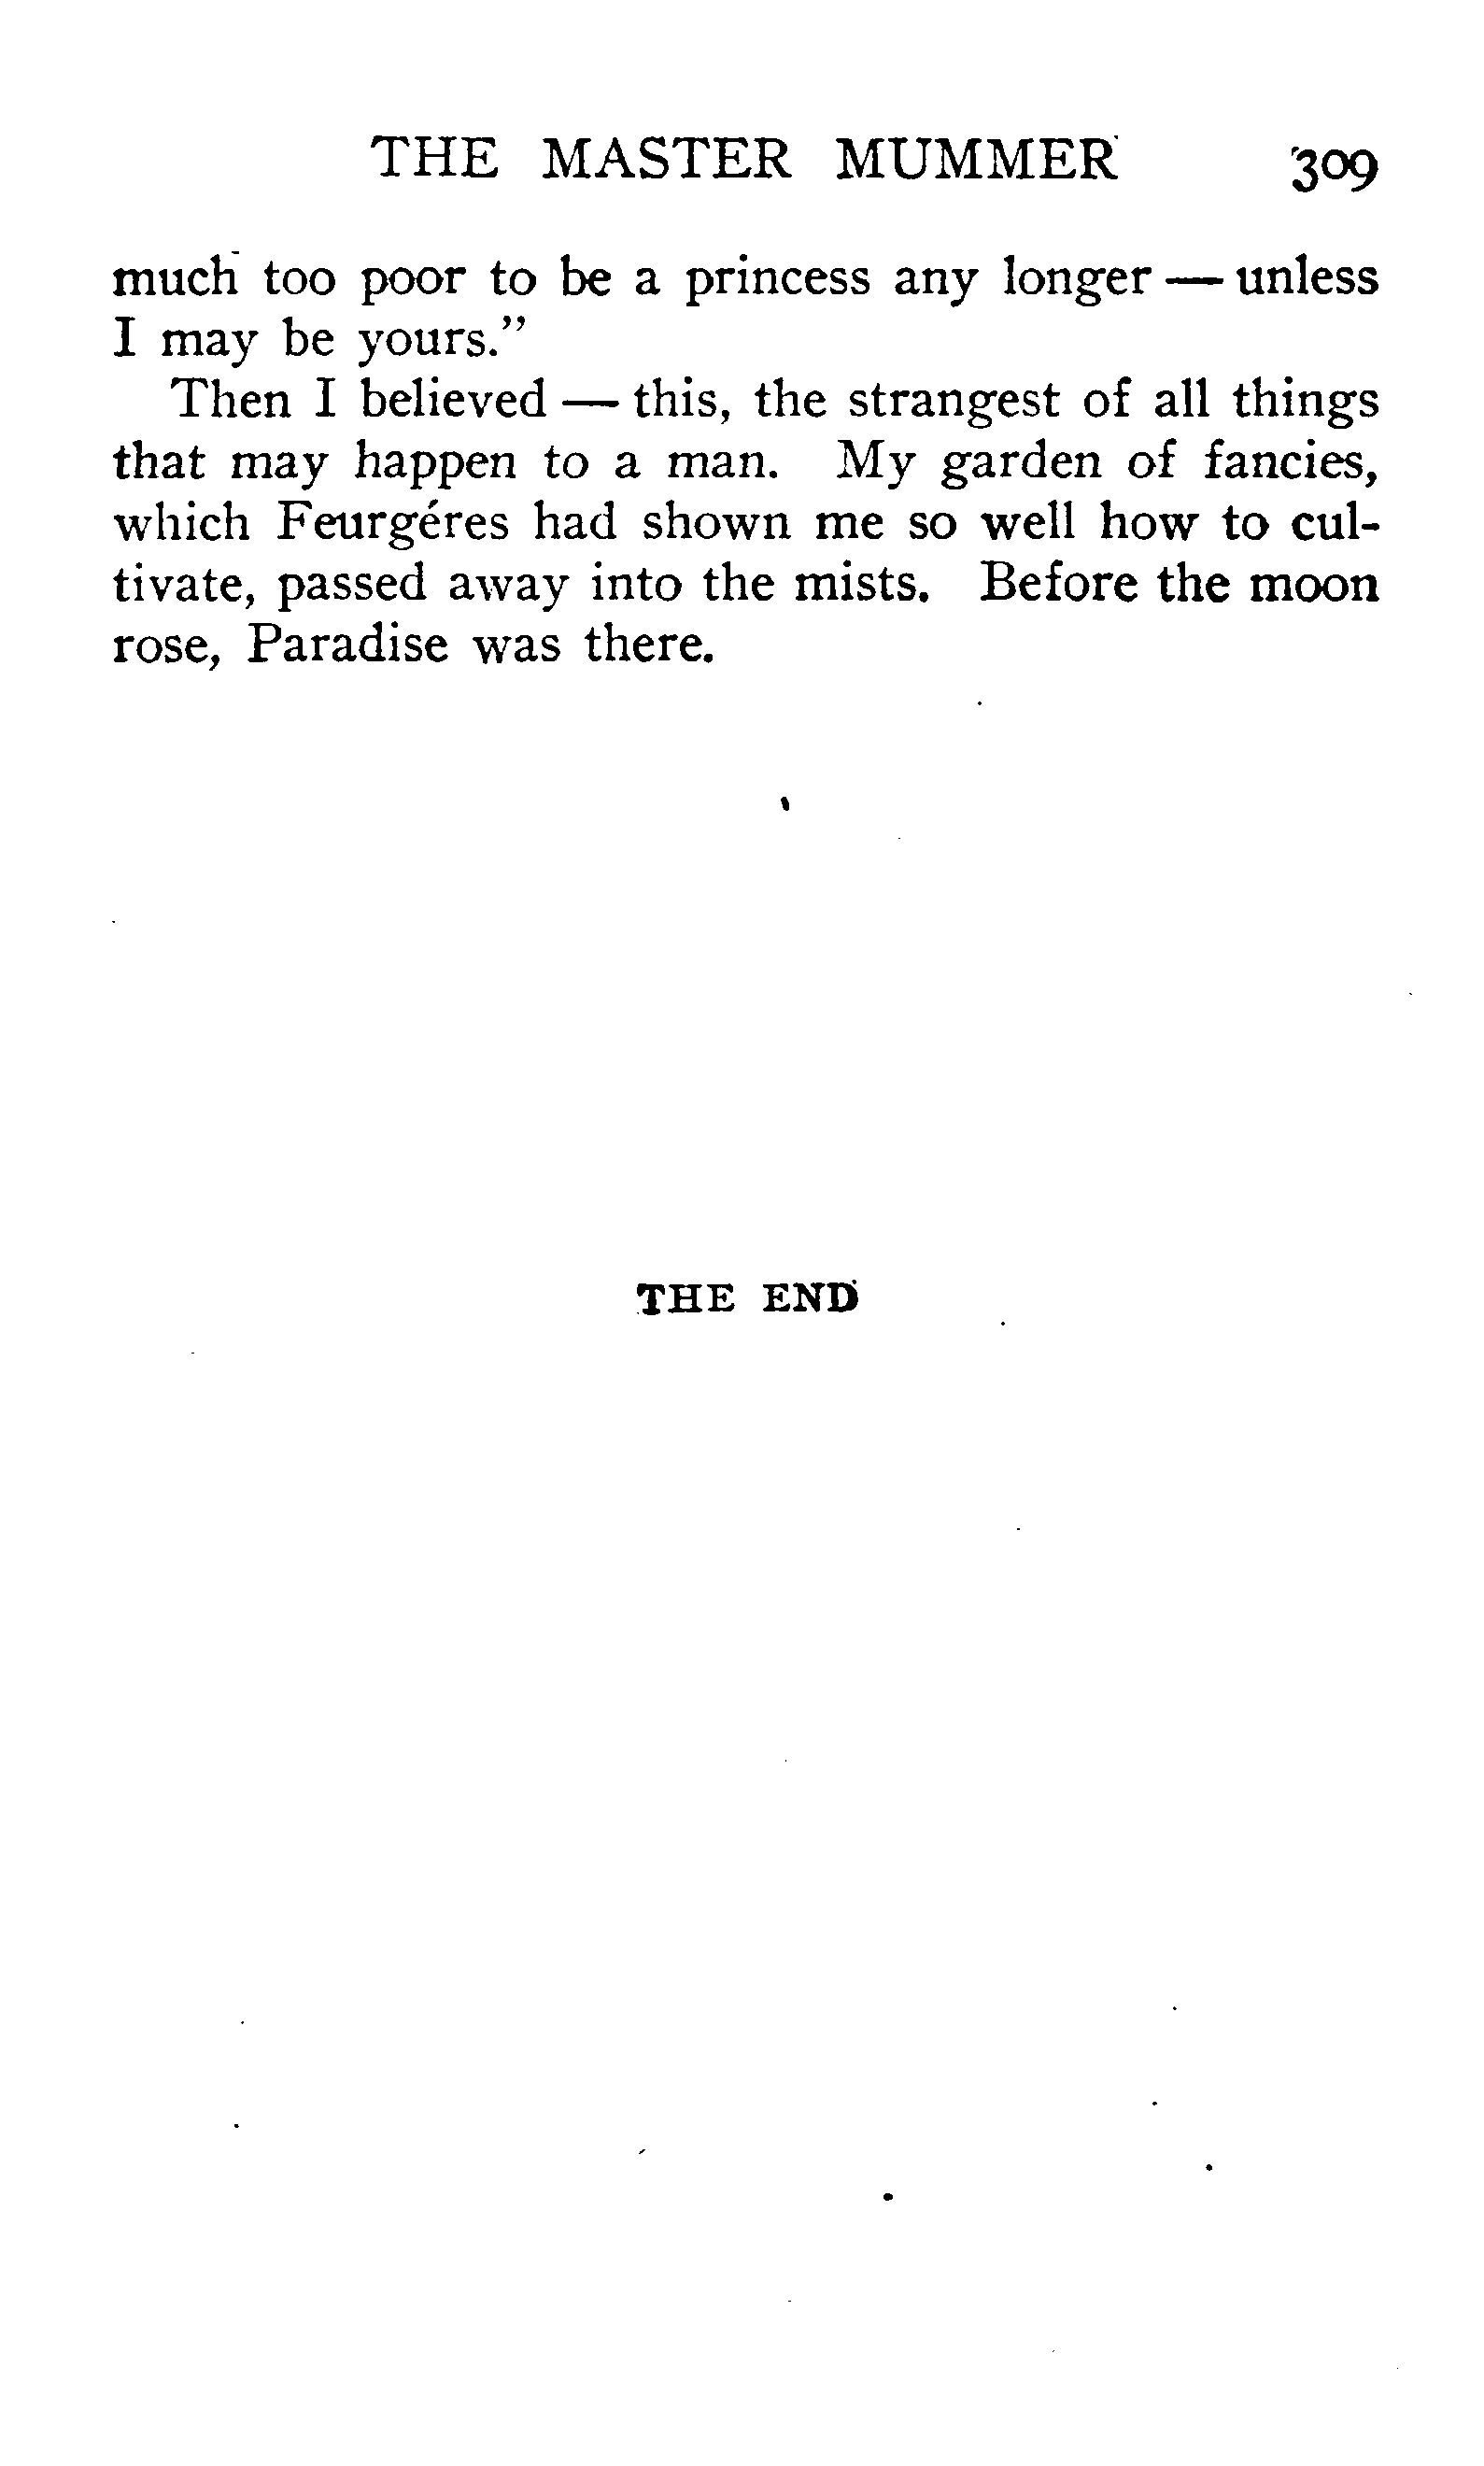 THE MASTER MUMMER 309
much too poor to be a princess any longer — unless
I may be yours.”
Then I believed — this, the strangest of all things
that may happen to a man. My garden of fancies,
which Feurgéres had shown me so well how to cul-
tivate, passed away into the mists. Before the moon
rose, Paradise was there.
THE END